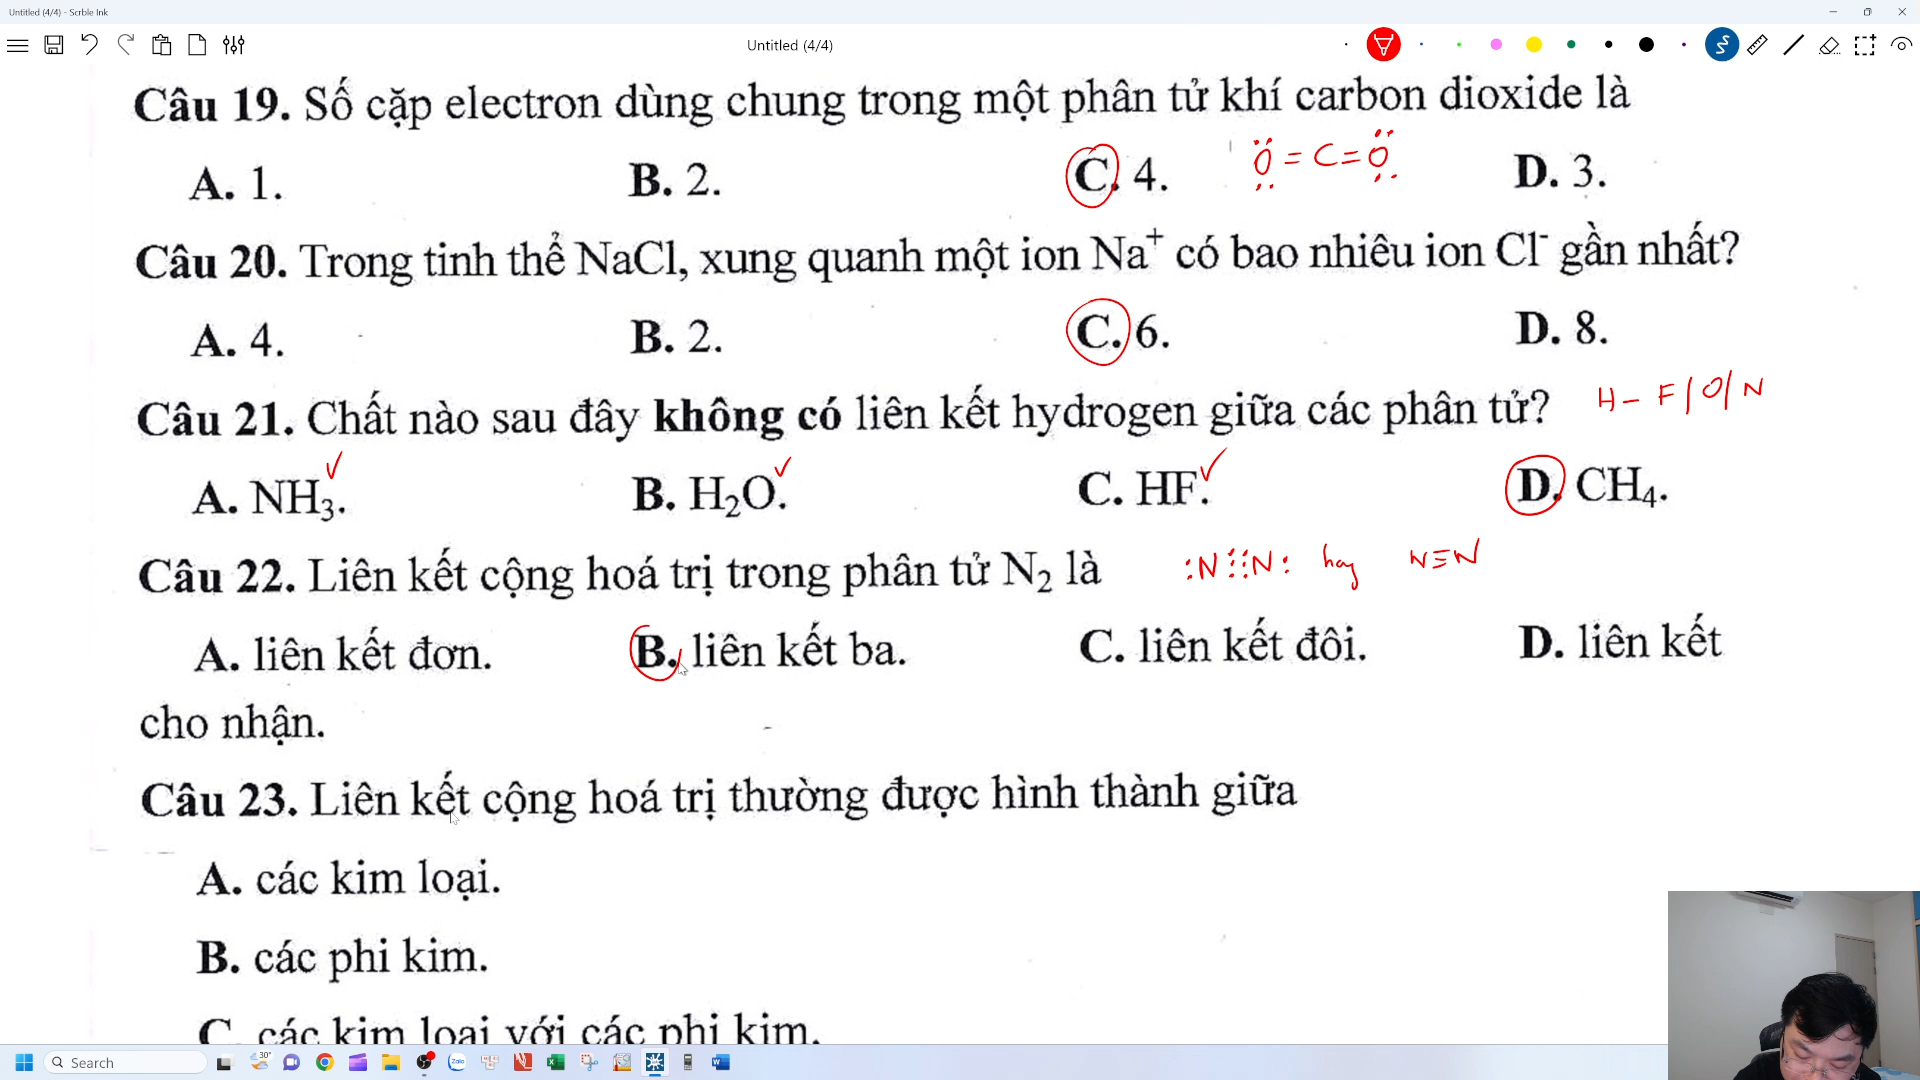 Untitled (4/4) - Scrble Ink
Untitled (4/4)
Câu 19. Số cặp electron dùng chung trong một phân tử khí carbon dioxide là
A. 1. B. 2. C. 4. O = C = O D. 3.
Câu 20. Trong tinh thể NaCl, xung quanh một ion Na⁺ có bao nhiêu ion Cl⁻ gần nhất?
A. 4. B. 2. C. 6. D. 8.
Câu 21. Chất nào sau đây không có liên kết hydrogen giữa các phân tử? H – F/O/N
A. NH₃. B. H₂O. C. HF. D. CH₄.
Câu 22. Liên kết cộng hoá trị trong phân tử N₂ là :N⋮⋮N: hay N≡N
A. liên kết đơn. B. liên kết ba. C. liên kết đôi. D. liên kết
cho nhận.
Câu 23. Liên kết cộng hoá trị thường được hình thành giữa
A. các kim loại.
B. các phi kim.
C. các kim loại với các phi kim.
Search
30°
Zalo